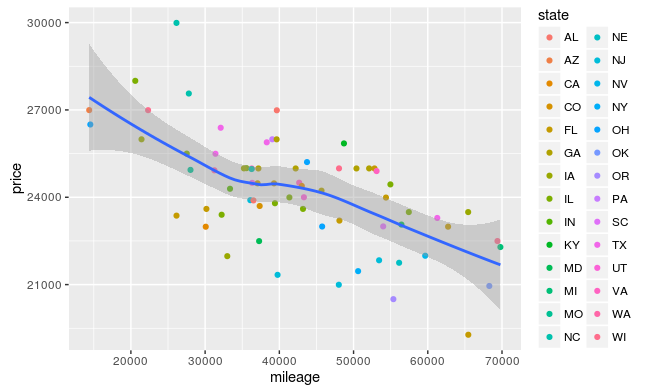 state
AL
AZ
CA
CO
FL
GA
IA
IL
IN
KY
MD
MI
MO
NC
NE
NJ
NV
NY
OH
OK
OR
PA
SC
TX
UT
VA
WA
WI
30000
27000
24000
21000
price
20000 30000 40000 50000 60000 70000
mileage